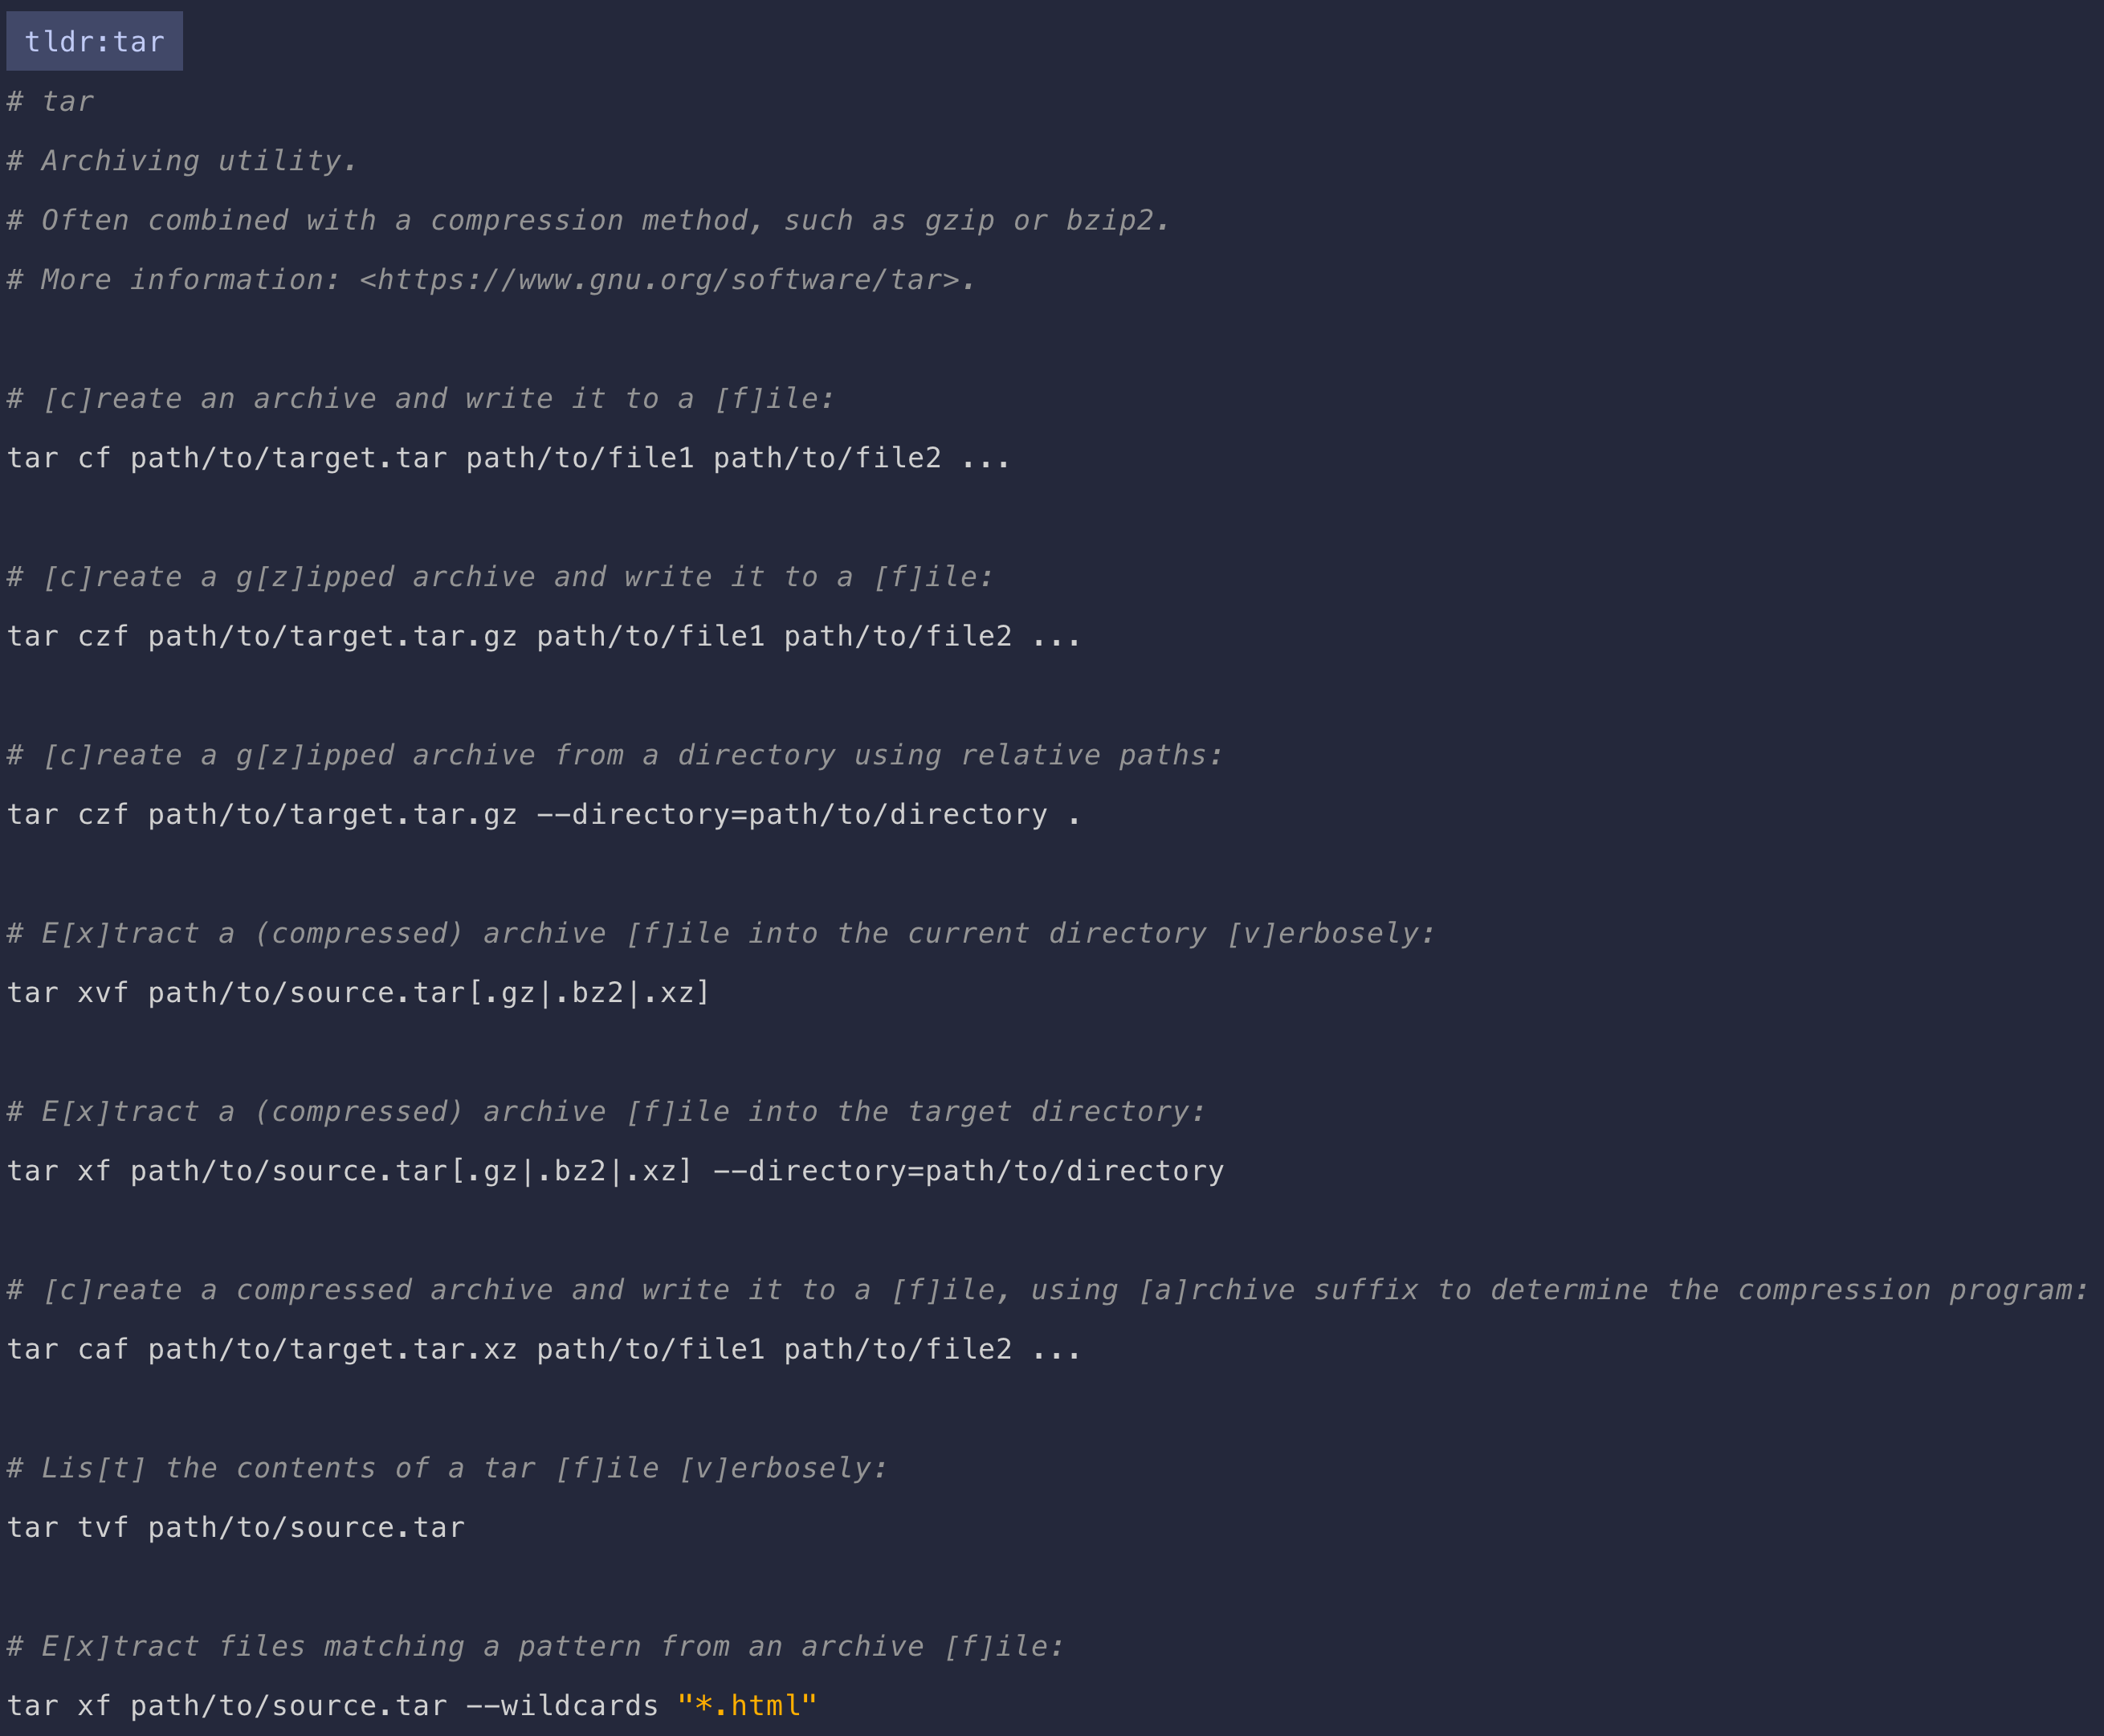 tldr:tar
# tar
# Archiving utility.
# Often combined with a compression method, such as gzip or bzip2.
# More information: <https://www.gnu.org/software/tar>.
# [c]reate an archive and write it to a [f]ile:
tar cf path/to/target.tar path/to/file1 path/to/file2 ...
# [c]reate a g[z]ipped archive and write it to a [f]ile:
tar czf path/to/target.tar.gz path/to/file1 path/to/file2 ...
# [c]reate a g[z]ipped archive from a directory using relative paths:
tar czf path/to/target.tar.gz --directory=path/to/directory .
# E[x]tract a (compressed) archive [f]ile into the current directory [v]erbosely:
tar xvf path/to/source.tar[.gz|.bz2|.xz]
# E[x]tract a (compressed) archive [f]ile into the target directory:
tar xf path/to/source.tar[.gz|.bz2|.xz] --directory=path/to/directory
# [c]reate a compressed archive and write it to a [f]ile, using [a]rchive suffix to determine the compression program:
tar caf path/to/target.tar.xz path/to/file1 path/to/file2 ...
# Lis[t] the contents of a tar [f]ile [v]erbosely:
tar tvf path/to/source.tar
# E[x]tract files matching a pattern from an archive [f]ile:
tar xf path/to/source.tar --wildcards "*.html"